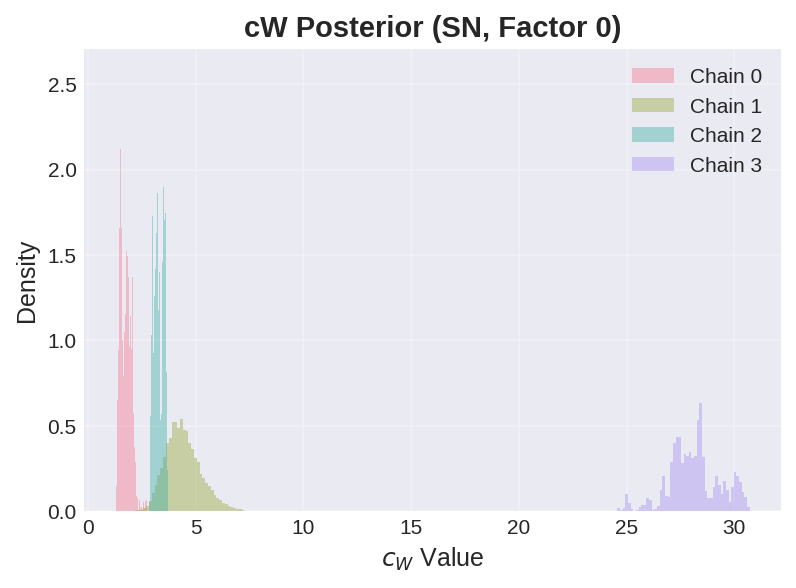 cW Posterior (SN, Factor 0)
Chain 0
Chain 1
Chain 2
Chain 3
Density
2.5
2.0
1.5
1.0
0.5
0.0
0 5 10 15 20 25 30
c_W Value